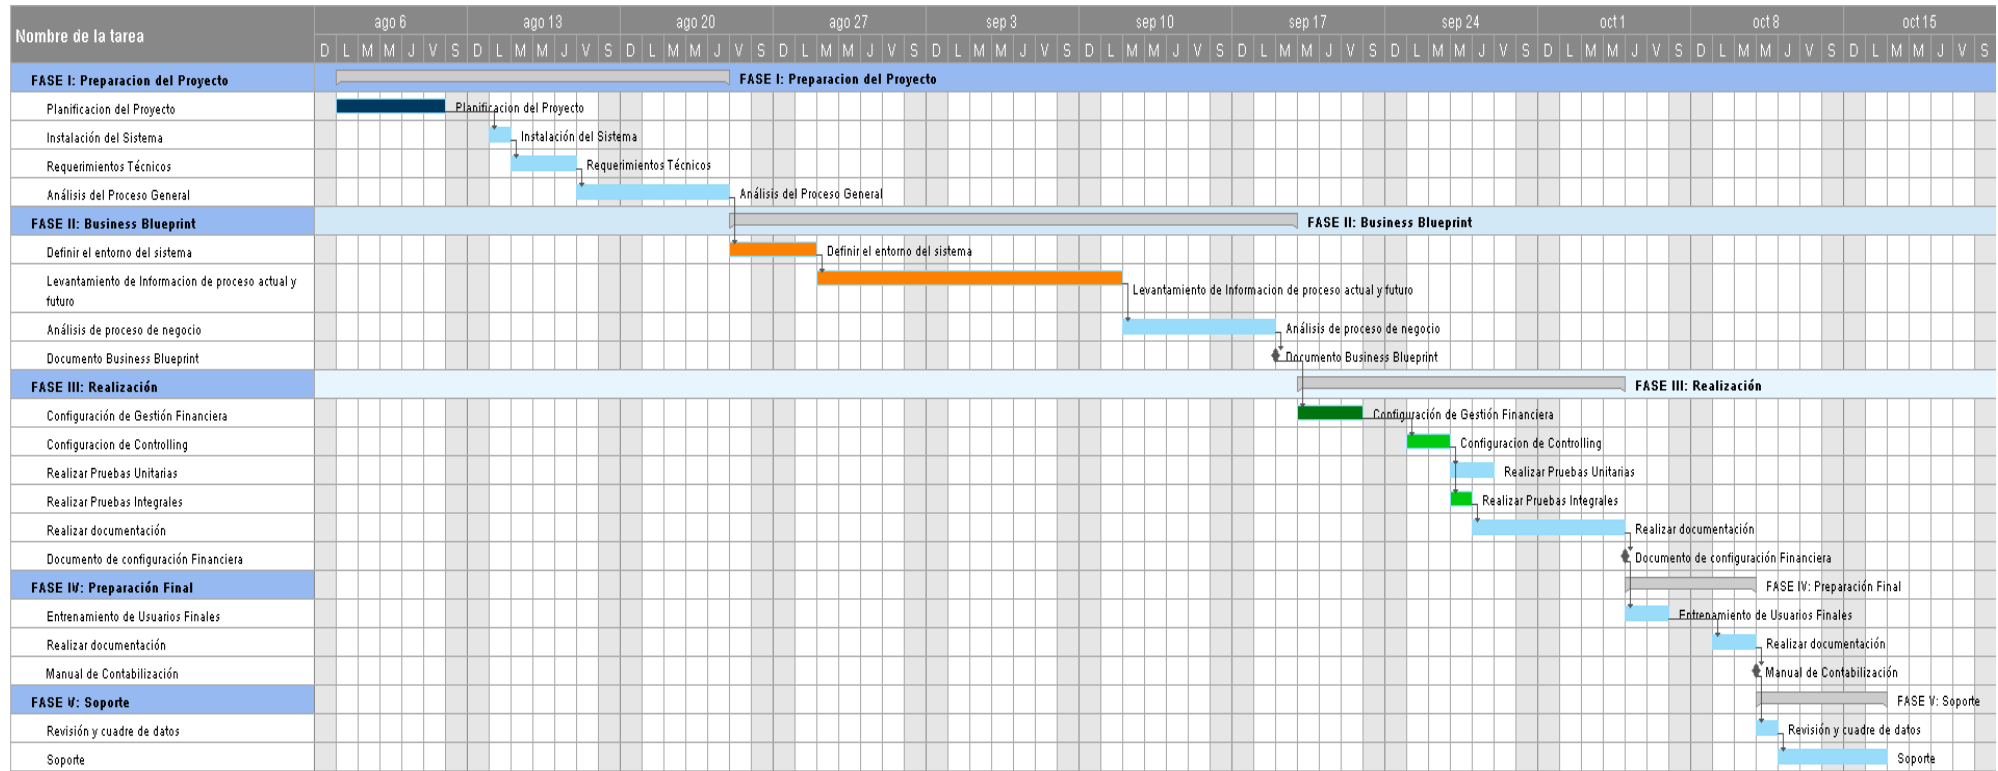 Nombre de la tarea
ago 6 ago 13 ago 20 ago 27 sep 3 sep 10 sep 17 sep 24 oct 1 oct 8 oct 15
D L M M J V S D L M M J V S D L M M J V S D L M M J V S D L M M J V S D L M M J V S D L M M J V S D L M M J V S D L M M J V S D L M M J V S D L M M J V S
FASE I: Preparacion del Proyecto FASE I: Preparacion del Proyecto
Planificacion del Proyecto Planificacion del Proyecto
Instalación del Sistema Instalación del Sistema
Requerimientos Técnicos Requerimientos Técnicos
Análisis del Proceso General Análisis del Proceso General
FASE II: Business Blueprint FASE II: Business Blueprint
Definir el entorno del sistema Definir el entorno del sistema
Levantamiento de Informacion de proceso actual y
futuro
Levantamiento de Informacion de proceso actual y futuro
Análisis de proceso de negocio Análisis de proceso de negocio
Documento Business Blueprint Documento Business Blueprint
FASE III: Realización FASE III: Realización
Configuración de Gestión Financiera Configuración de Gestión Financiera
Configuracion de Controlling Configuracion de Controlling
Realizar Pruebas Unitarias Realizar Pruebas Unitarias
Realizar Pruebas Integrales Realizar Pruebas Integrales
Realizar documentación Realizar documentación
Documento de configuración Financiera Documento de configuración Financiera
FASE IV: Preparación Final FASE IV: Preparación Final
Entrenamiento de Usuarios Finales Entrenamiento de Usuarios Finales
Realizar documentación Realizar documentación
Manual de Contabilización Manual de Contabilización
FASE V: Soporte FASE V: Soporte
Revisión y cuadre de datos Revisión y cuadre de datos
Soporte Soporte